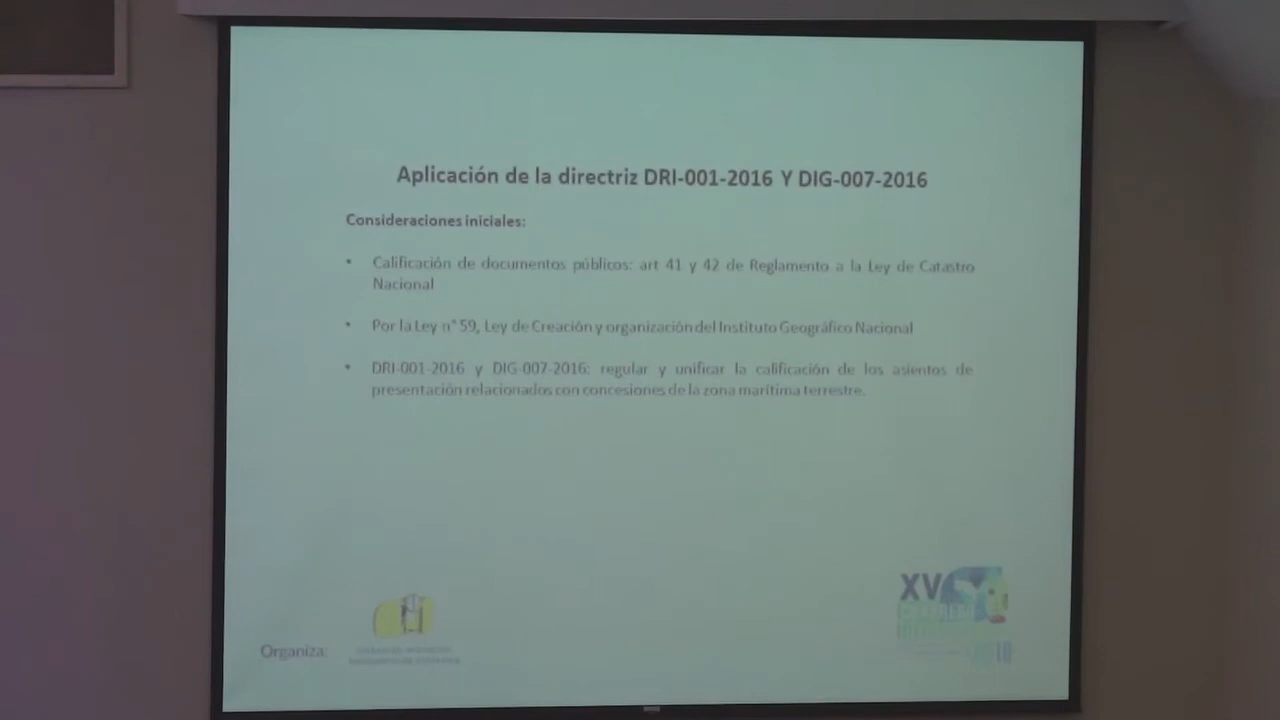 Aplicación de la directriz DRI-001-2016 Y DIG-007-2016
Consideraciones iniciales:
• Calificación de documentos públicos: art 41 y 42 de Reglamento a la Ley de Catastro
Nacional
• Por la Ley n° 59, Ley de Creación y organización del Instituto Geográfico Nacional
• DRI-001-2016 y DIG-007-2016: regular y unificar la calificación de los asientos de
presentación relacionados con concesiones de la zona marítima terrestre.
XV
Organiza: